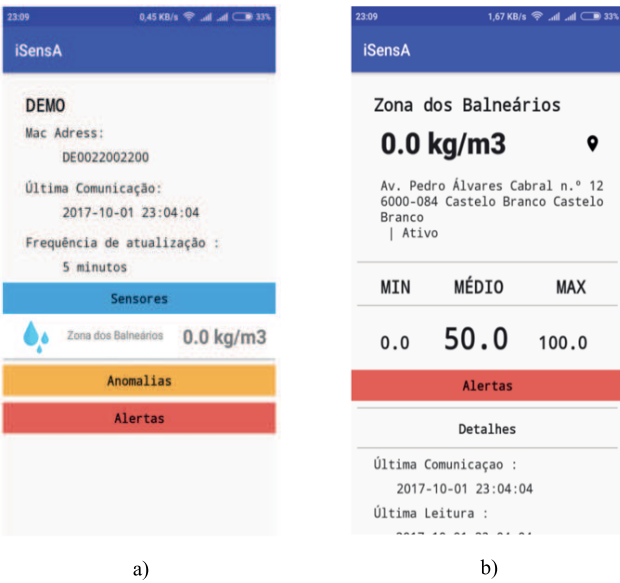 23:09 0,45 KB/s 33%
iSensA
DEMO
Mac Adress:
DE0022002200
Última Comunicação:
2017-10-01 23:04:04
Frequência de atualização :
5 minutos
Sensores
Zona dos Balneários 0.0 kg/m3
Anomalias
Alertas
a)
23:09 1,67 KB/s 33%
iSensA
Zona dos Balneários
0.0 kg/m3
Av. Pedro Álvares Cabral n.º 12
6000-084 Castelo Branco Castelo
Branco
| Ativo
MIN MÉDIO MAX
0.0 50.0 100.0
Alertas
Detalhes
Última Comunicaçao :
2017-10-01 23:04:04
Última Leitura :
b)